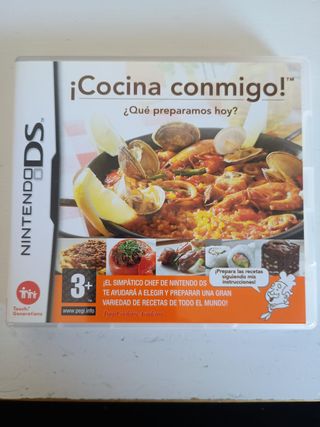 ¡Cocina conmigo!™
¿Qué preparamos hoy?
NINTENDO DS™
Touch! Generations
3+
www.pegi.info
¡Prepara las recetas siguiendo mis instrucciones!
¡EL SIMPÁTICO CHEF DE NINTENDO DS
TE AYUDARÁ A ELEGIR Y PREPARAR UNA GRAN
VARIEDAD DE RECETAS DE TODO EL MUNDO!